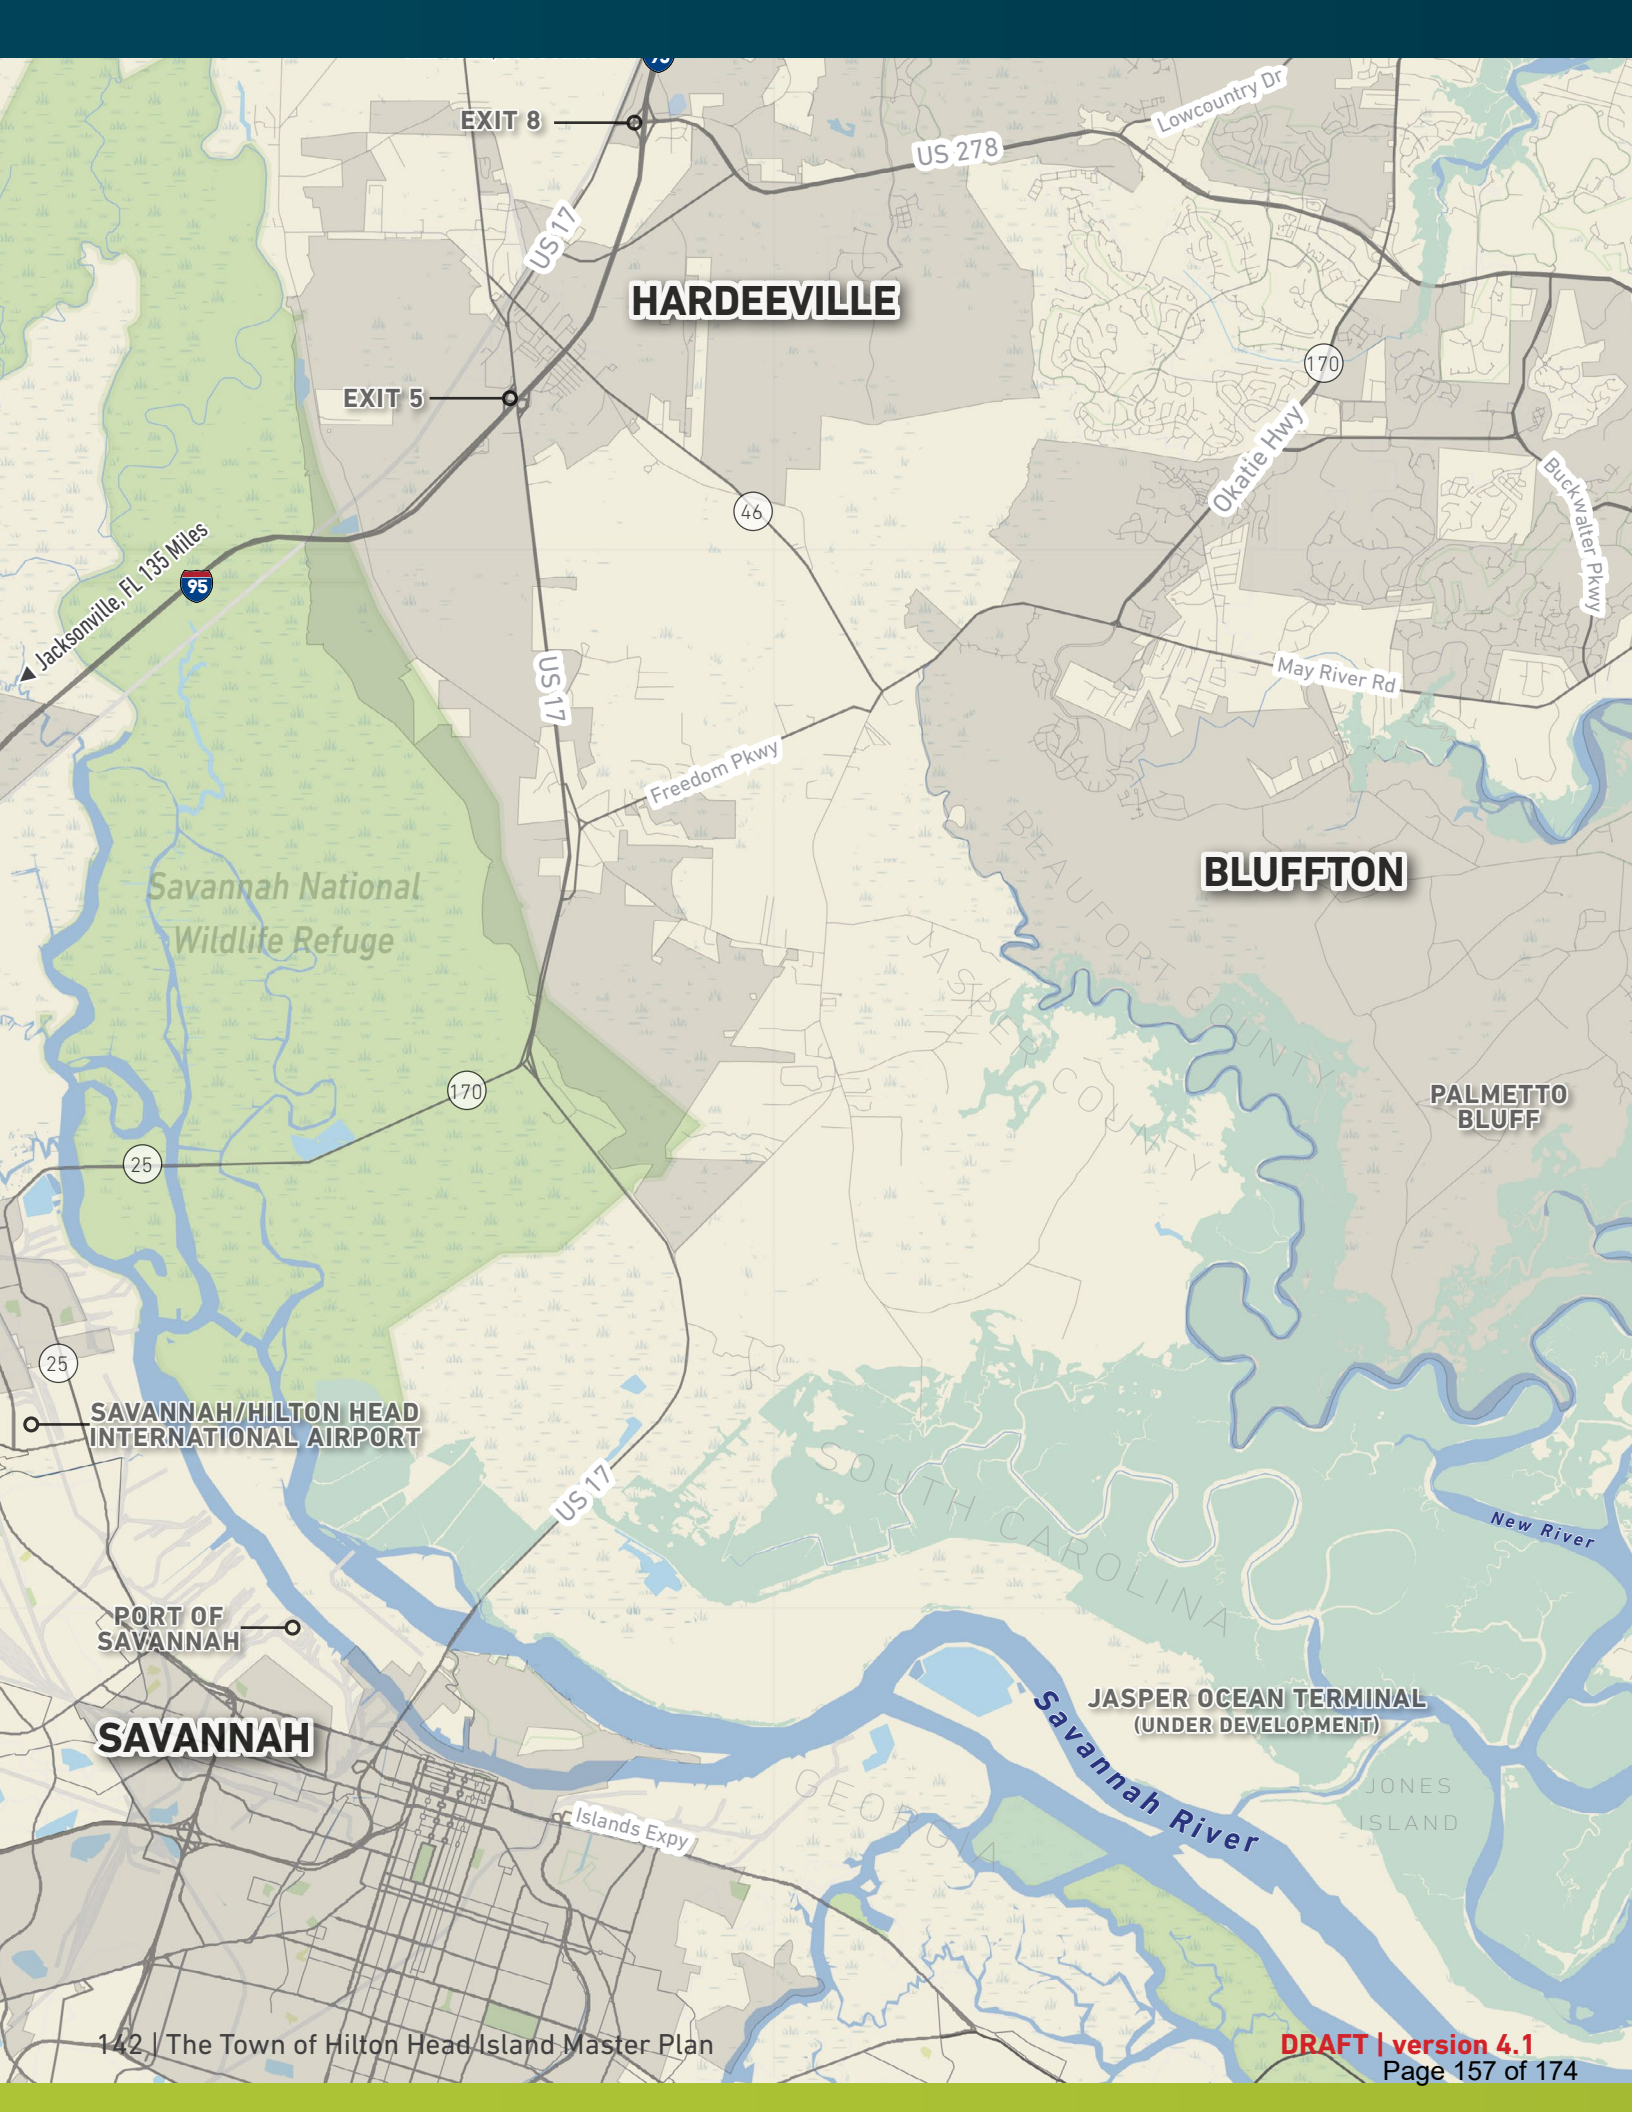 95
EXIT 8
Lowcountry Dr
US 278
US 17
HARDEEVILLE
170
EXIT 5
Okatie Hwy
46
Buckwalter Pkwy
Jacksonville, FL 135 Miles
95
US 17
May River Rd
Freedom Pkwy
BEAUFORT COUNTY
BLUFFTON
Savannah National
Wildlife Refuge
JASPER COUNTY
170
PALMETTO
BLUFF
25
25
SAVANNAH/HILTON HEAD
INTERNATIONAL AIRPORT
US 17
SOUTH CAROLINA
New River
PORT OF
SAVANNAH
SAVANNAH
JASPER OCEAN TERMINAL
(UNDER DEVELOPMENT)
Savannah River
GEORGIA
JONES
ISLAND
Islands Expy
142 | The Town of Hilton Head Island Master Plan
DRAFT | version 4.1
Page 157 of 174